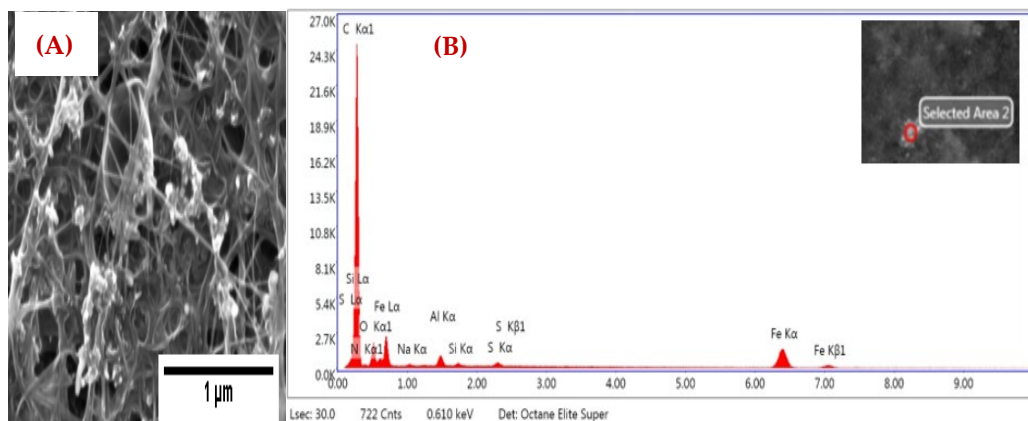 (A)
1 μm
(B)
27.0K
24.3K
21.6K
18.9K
16.2K
13.5K
10.8K
8.1K
5.4K
2.7K
0.0K
C Kα1
Si Lα
S Lα
Fe Lα
O Kα1
N Kα1
Na Kα
Al Kα
Si Kα
S Kβ1
S Kα
Fe Kα
Fe Kβ1
Selected Area 2
0.00 1.00 2.00 3.00 4.00 5.00 6.00 7.00 8.00 9.00
Lsec: 30.0 722 Cnts 0.610 keV Det: Octane Elite Super